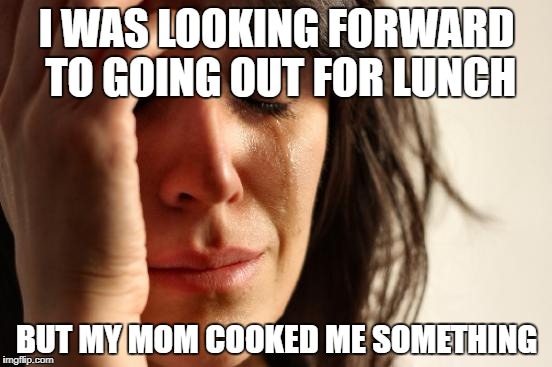 I WAS LOOKING FORWARD
TO GOING OUT FOR LUNCH
BUT MY MOM COOKED ME SOMETHING
imgflip.com